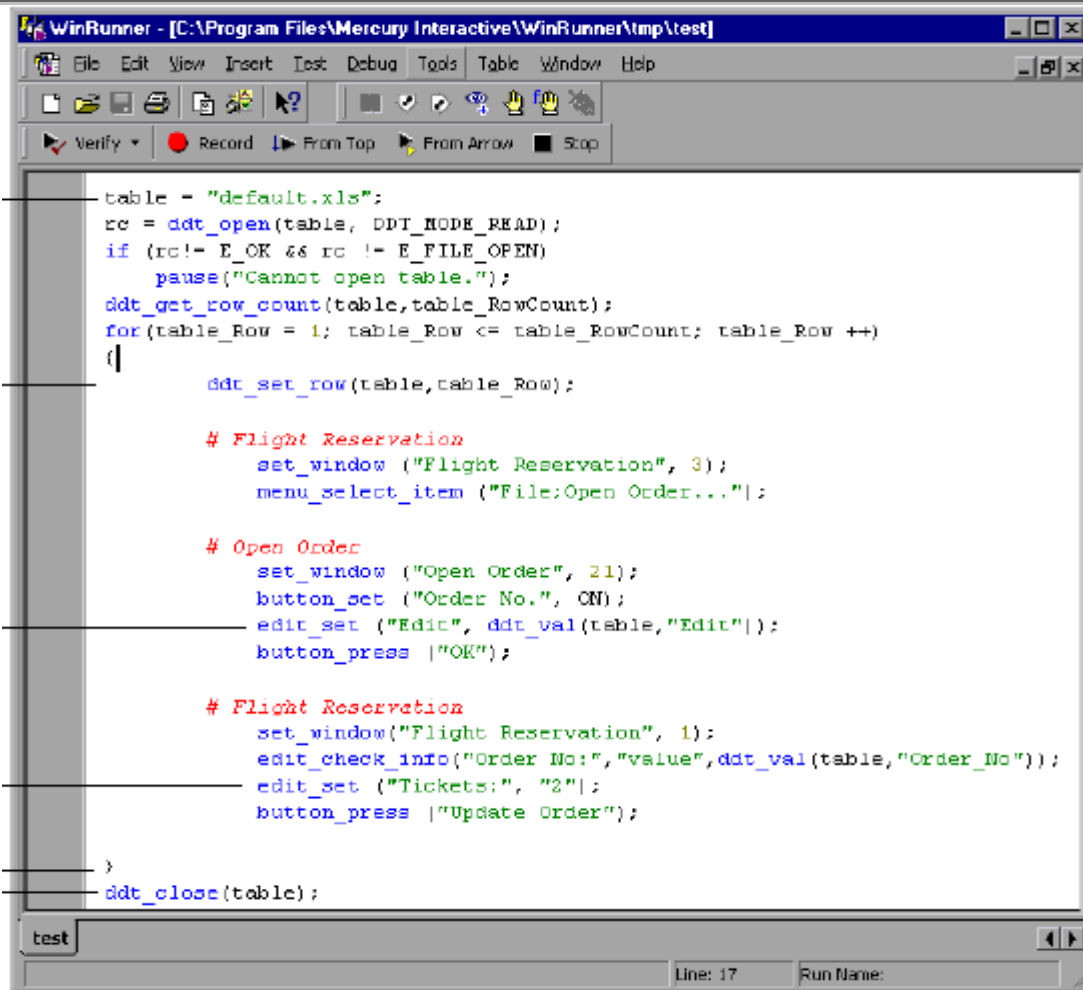 WinRunner - [C:\Program Files\Mercury Interactive\WinRunner\tmp\test]
File Edit View Insert Test Debug Tools Table Window Help
Verify Record From Top From Arrow Stop
table = "default.xls";
rc = ddt_open(table, DDT_MODE_READ);
if (rc!= E_OK && rc != E_FILE_OPEN)
    pause("Cannot open table.");
ddt_get_row_count(table,table_RowCount);
for(table_Row = 1; table_Row <= table_RowCount; table_Row ++)
{
        ddt_set_row(table,table_Row);
        # Flight Reservation
            set_window ("Flight Reservation", 3);
            menu_select_item ("File;Open Order...");
        # Open Order
            set_window ("Open Order", 21);
            button_set ("Order No.", ON);
            edit_set ("Edit", ddt_val(table,"Edit"));
            button_press ("OK");
        # Flight Reservation
            set_window("Flight Reservation", 1);
            edit_check_info("Order No:","value",ddt_val(table,"Order_No"));
            edit_set ("Tickets:", "2");
            button_press ("Update Order");
}
ddt_close(table);
test
Line: 17 Run Name: